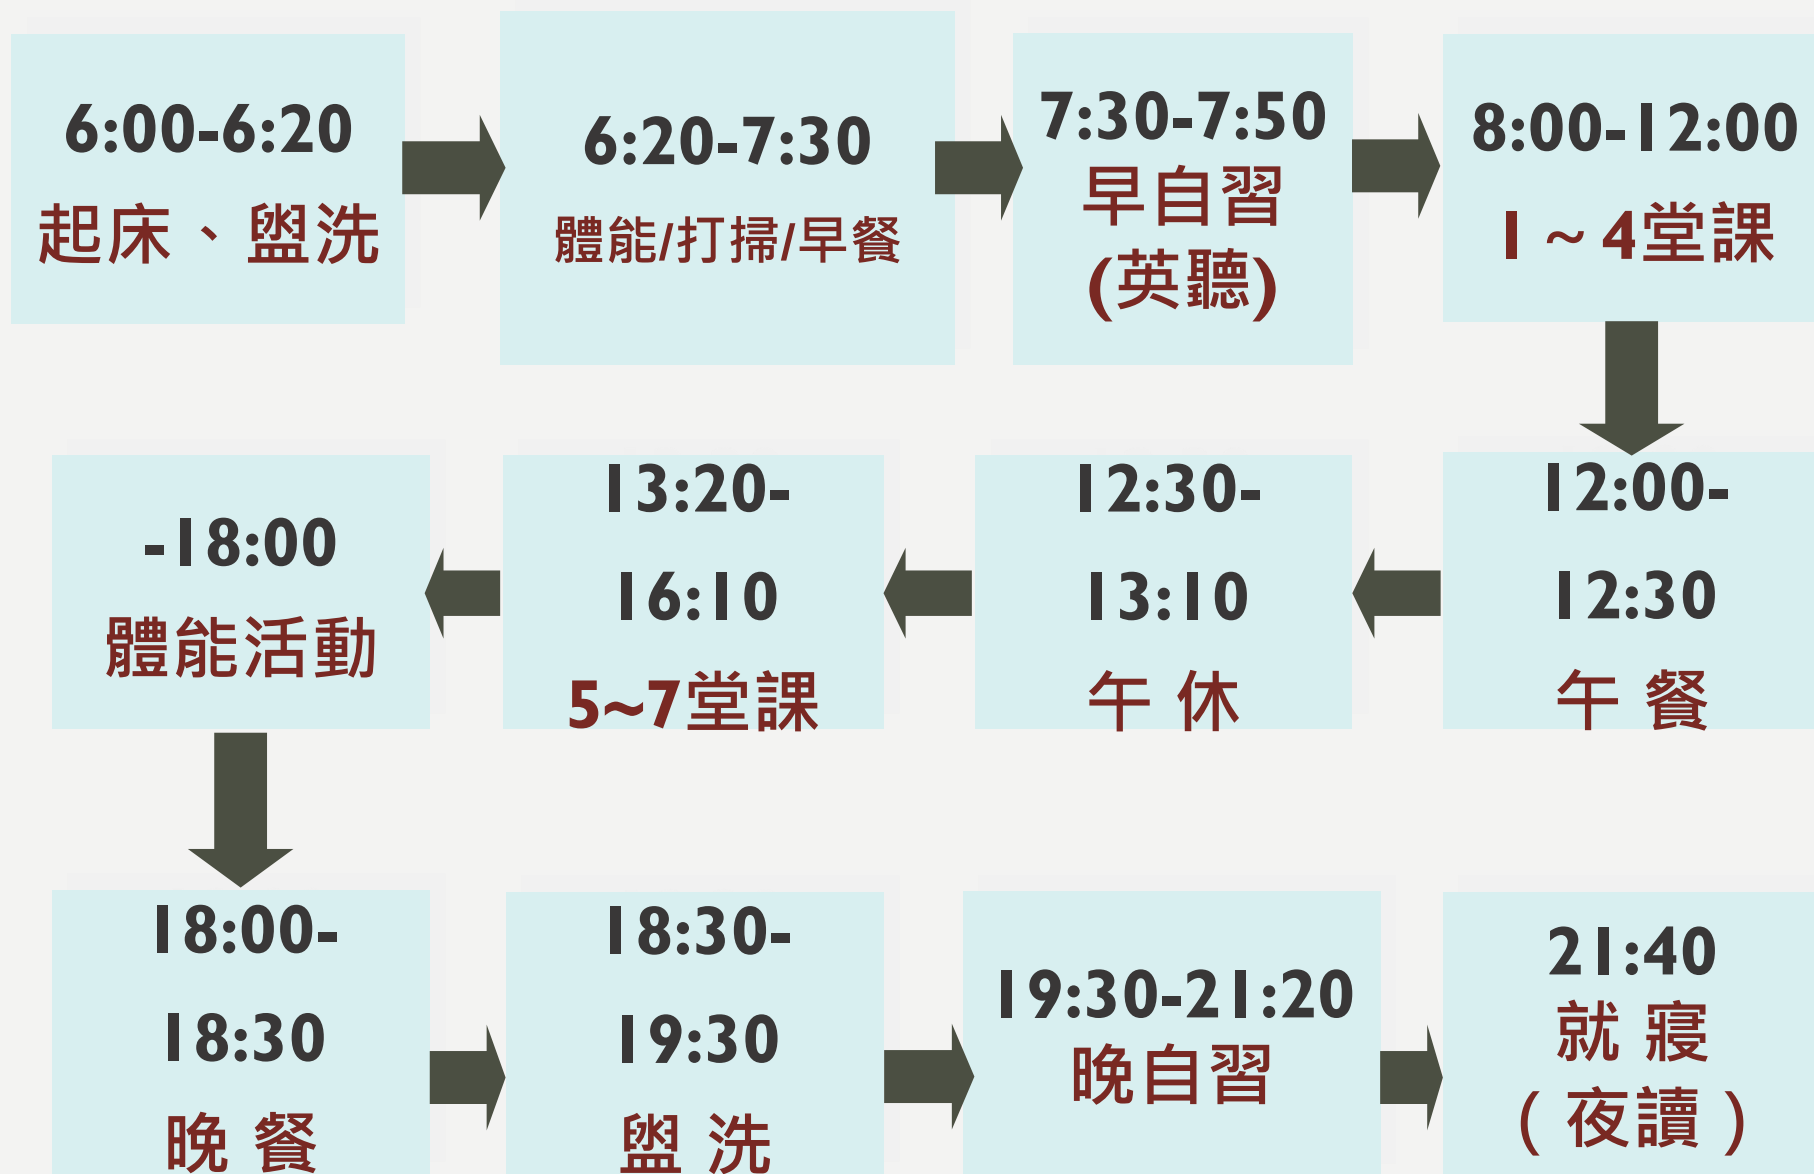 6:00-6:20
起床、盥洗
6:20-7:30
體能/打掃/早餐
7:30-7:50
早自習
(英聽)
8:00-12:00
1 ~ 4堂課
12:00-
12:30
午 餐
12:30-
13:10
午 休
13:20-
16:10
5~7堂課
-18:00
體能活動
18:00-
18:30
晚 餐
18:30-
19:30
盥 洗
19:30-21:20
晚自習
21:40
就 寢
( 夜讀 )